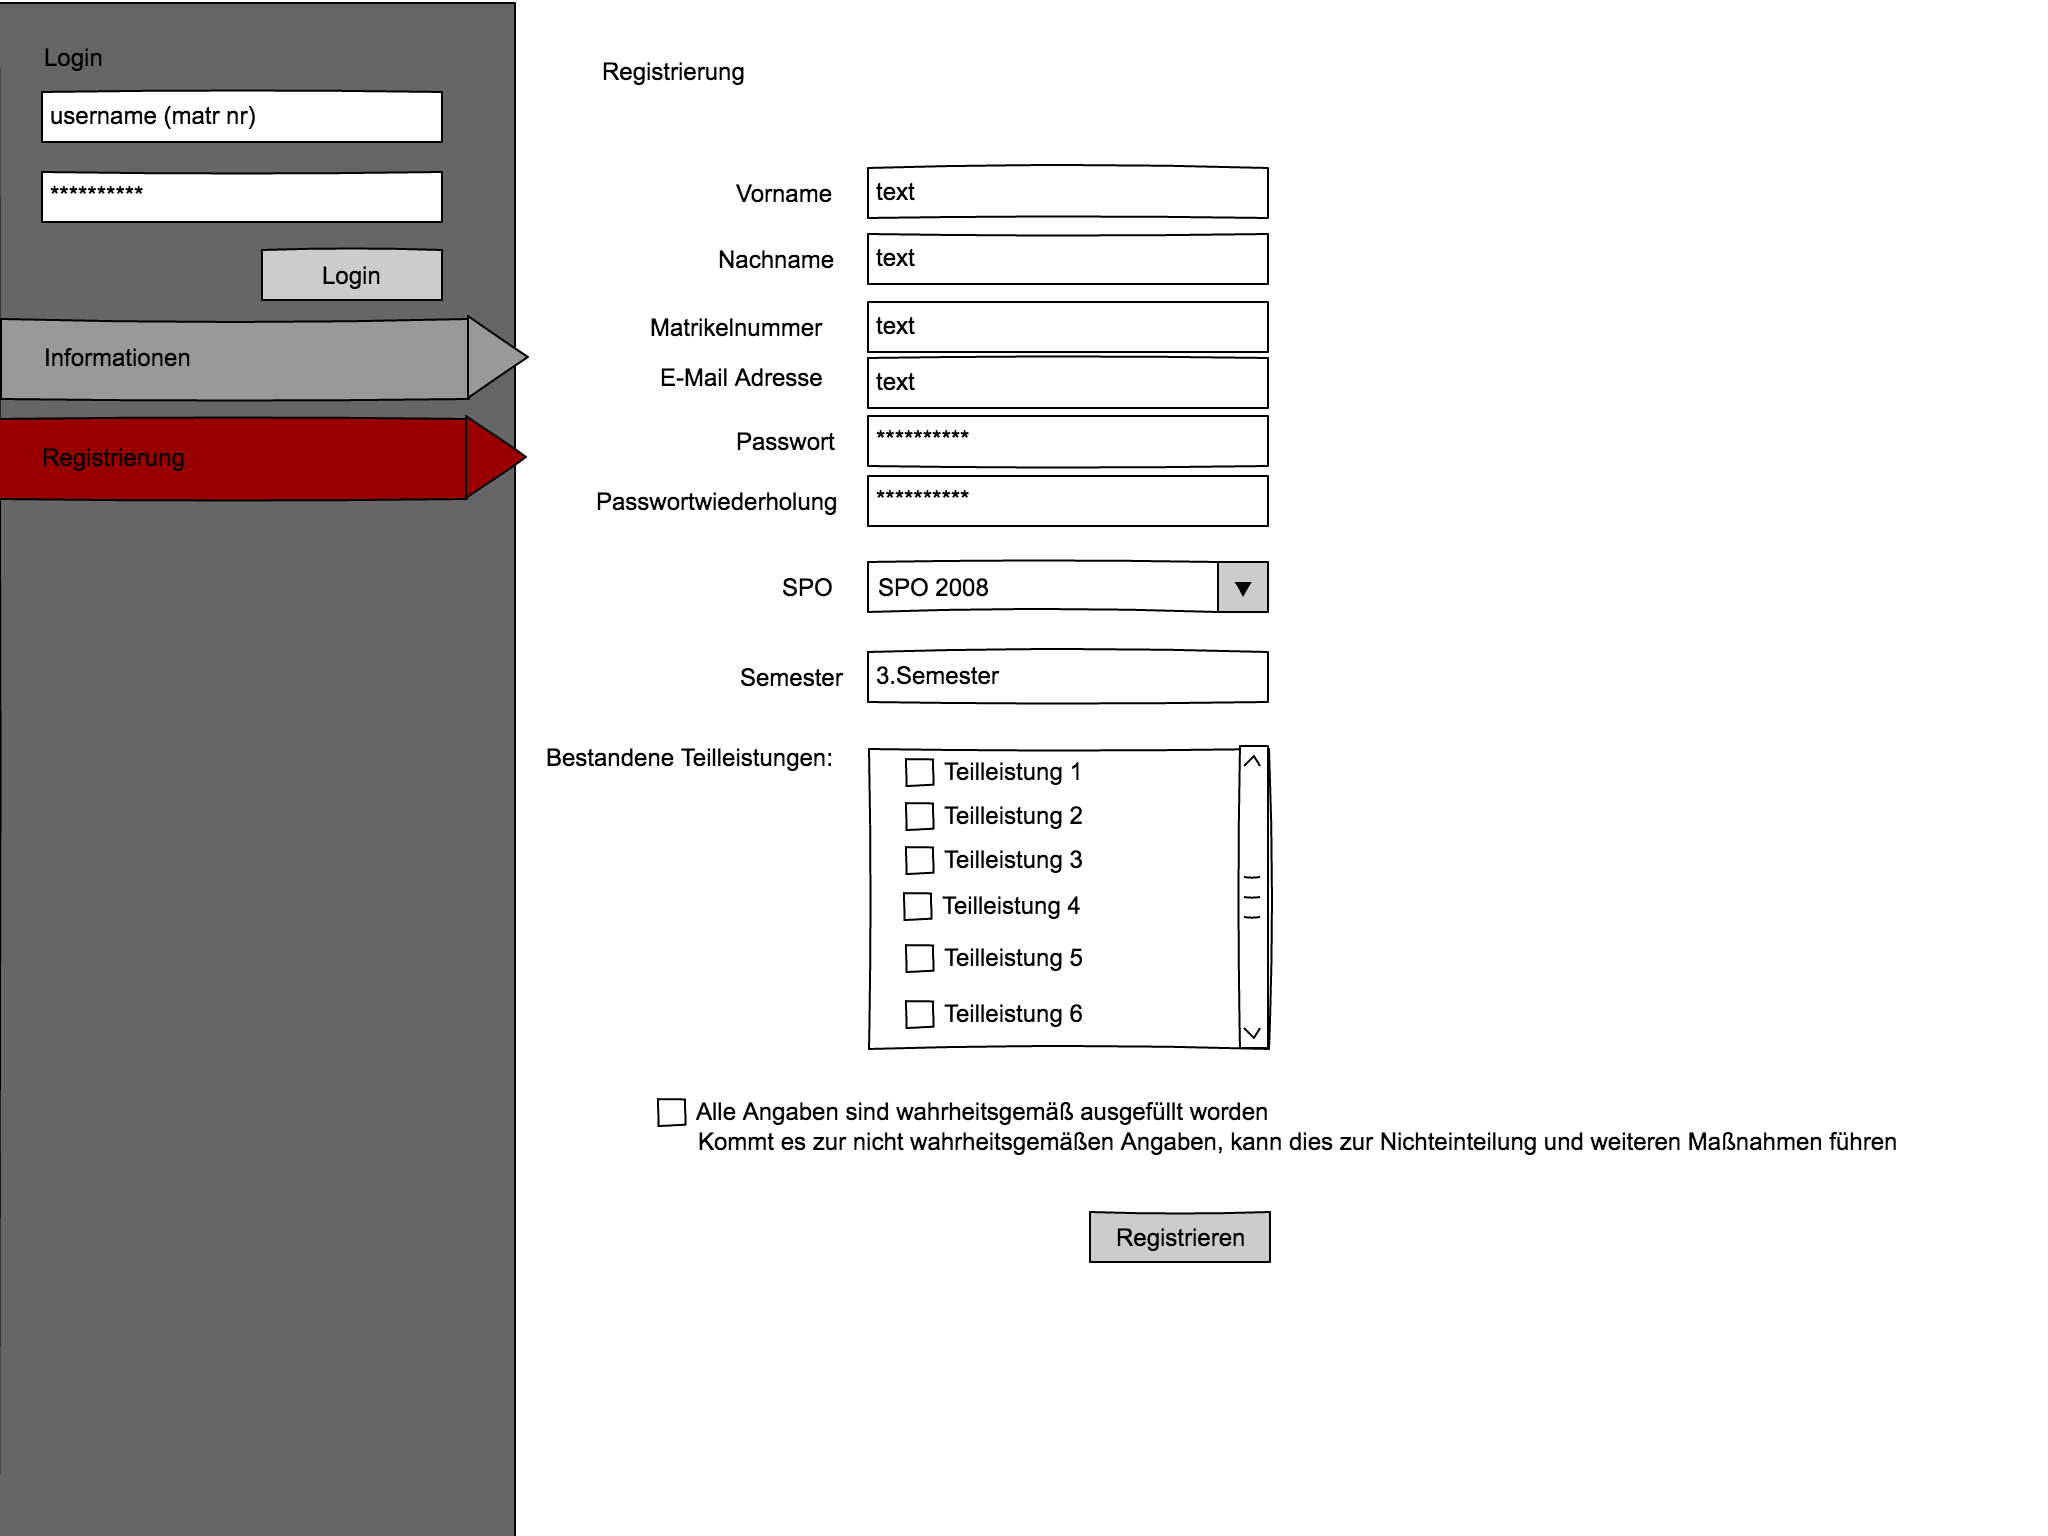 Login
username (matr nr)
**********
Login
Informationen
Registrierung
Registrierung
Vorname text
Nachname text
Matrikelnummer text
E-Mail Adresse text
Passwort **********
Passwortwiederholung **********
SPO SPO 2008 ▼
Semester 3.Semester
Bestandene Teilleistungen:
Teilleistung 1
Teilleistung 2
Teilleistung 3
Teilleistung 4
Teilleistung 5
Teilleistung 6
Alle Angaben sind wahrheitsgemäß ausgefüllt worden
Kommt es zur nicht wahrheitsgemäßen Angaben, kann dies zur Nichteinteilung und weiteren Maßnahmen führen
Registrieren